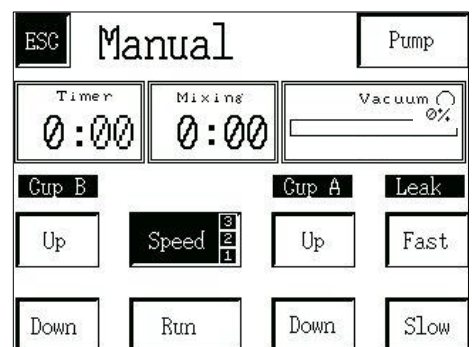 ESC Manual Pump
Timer Mixing Vacuum
0:00 0:00 0%
Cup B Cup A Leak
Up Speed 3 2 1 Up Fast
Down Run Down Slow